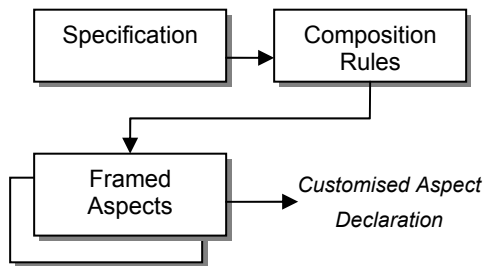 Specification
Composition
Rules
Framed
Aspects
Customised Aspect
Declaration